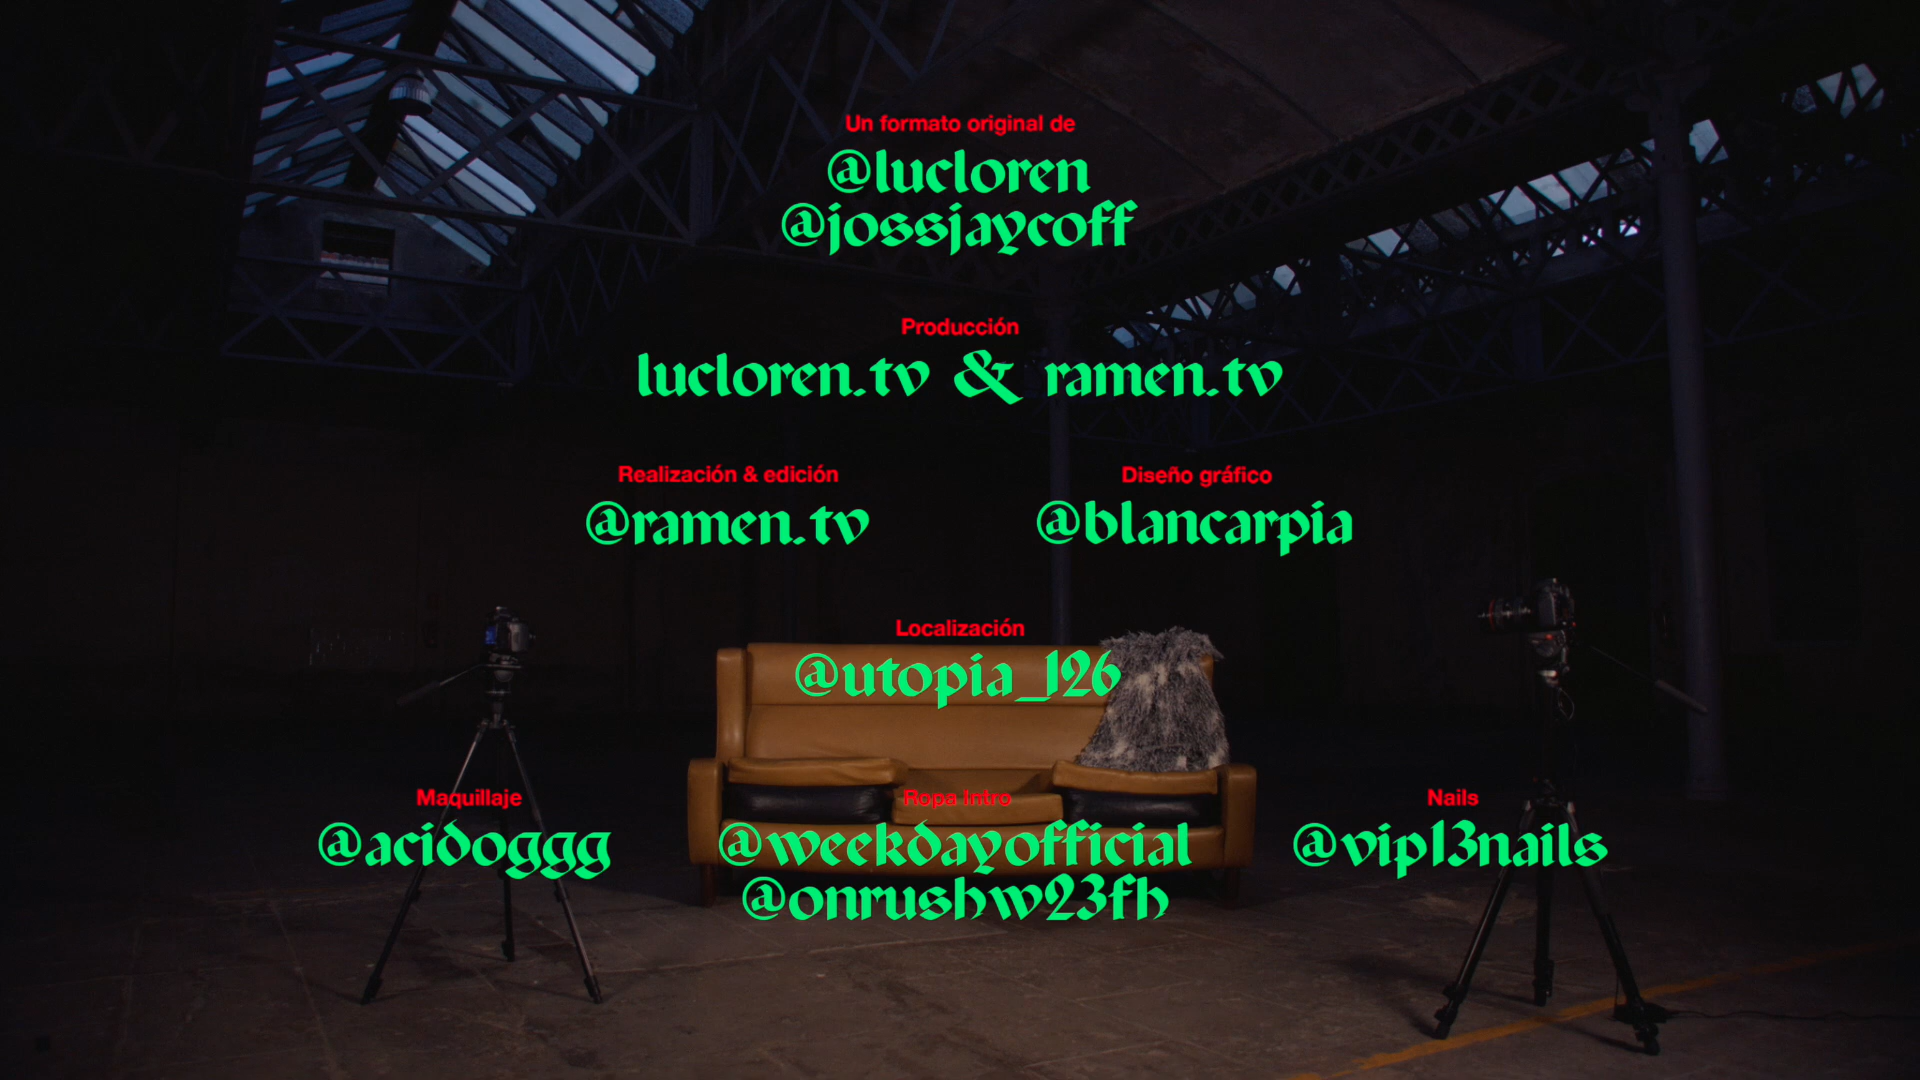 Un formato original de
@lucloren
@jossjaycoff
Producción
lucloren.tv & ramen.tv
Realización & edición
@ramen.tv
Diseño gráfico
@blancarpia
Localización
@utopia_126
Maquillaje
@acidoggg
Ropa Intro
@weekdayofficial
@onrushw23fh
Nails
@vip13nails